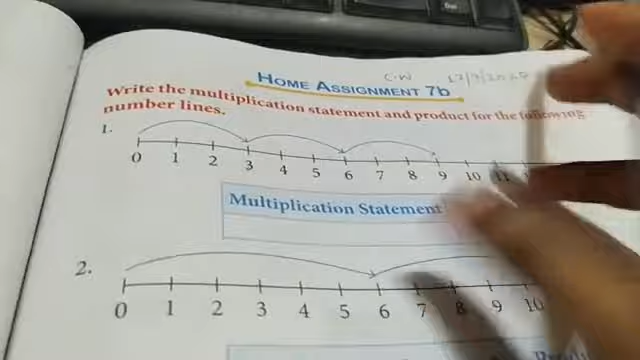 HOME ASSIGNMENT 7b
C.W
Write the multiplication statement and product for the following
number lines.
1.
0 1 2 3 4 5 6 7 8 9 10 11
Multiplication Statement
2.
0 1 2 3 4 5 6 7 8 9 10